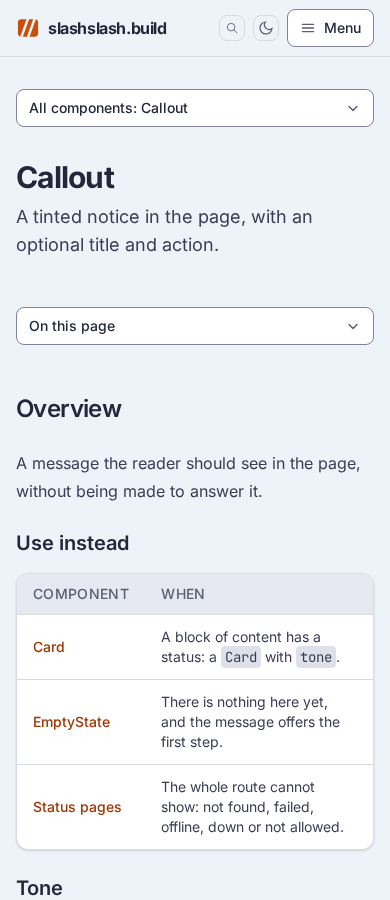 slashslash.build
Menu
All components: Callout
Callout
A tinted notice in the page, with an
optional title and action.
On this page
Overview
A message the reader should see in the page,
without being made to answer it.
Use instead
COMPONENT WHEN
Card
A block of content has a
status: a Card with tone.
EmptyState
There is nothing here yet,
and the message offers the
first step.
Status pages
The whole route cannot
show: not found, failed,
offline, down or not allowed.
Tone